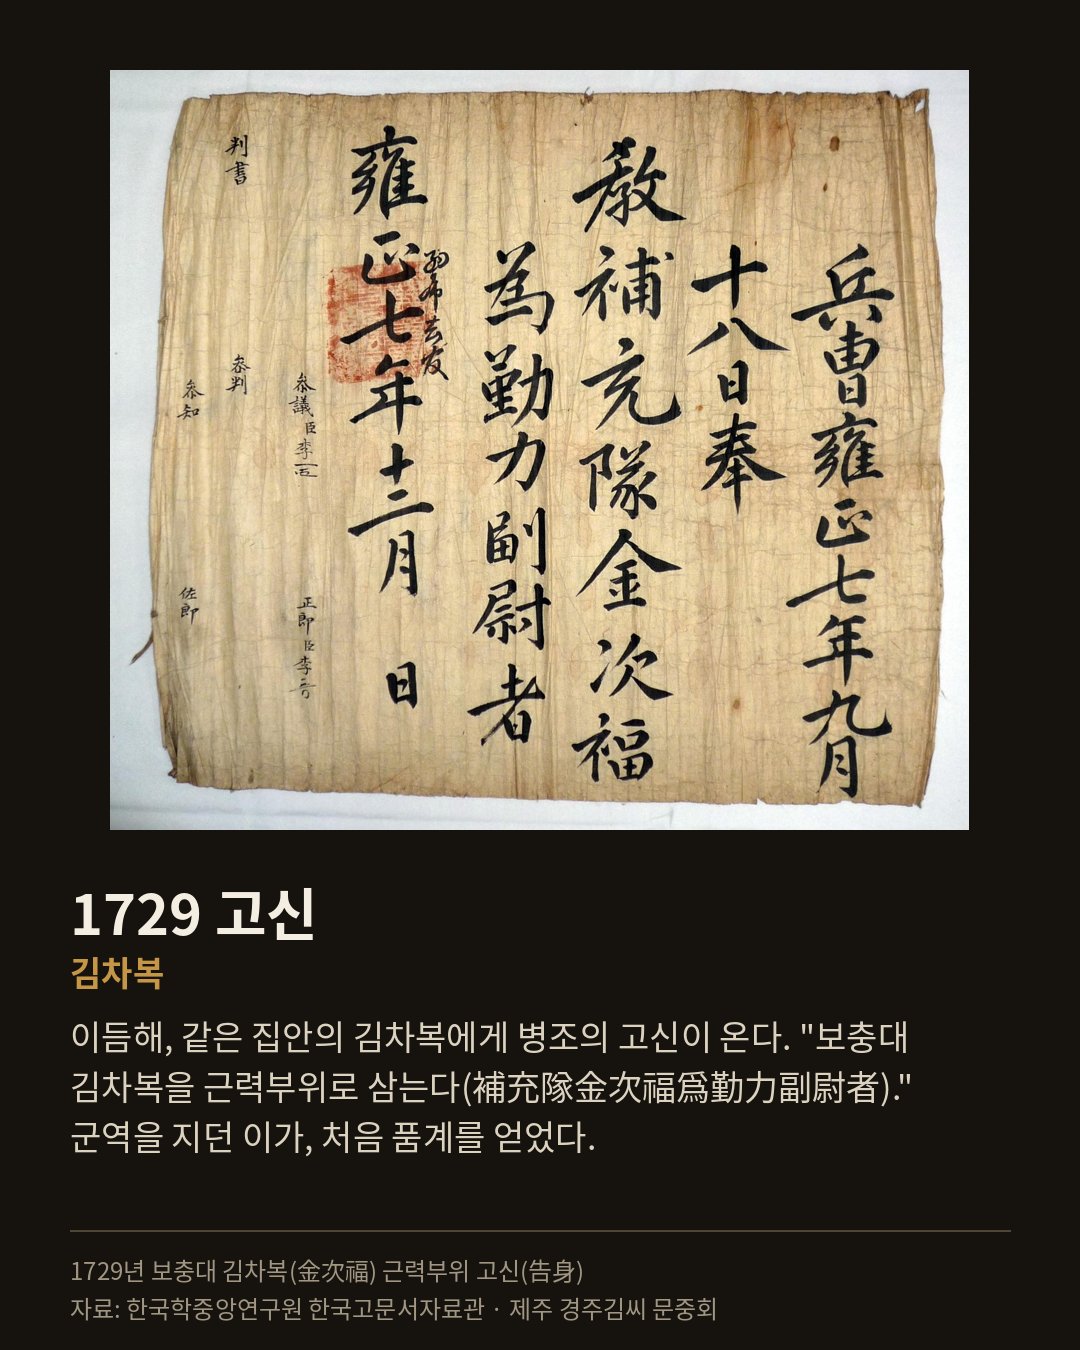 兵曺雍正七年九月
十八日奉
敎補充隊金次福
為勤力副尉者
雍正七年十二月 日
判書
叅判
叅知
叅議臣李
正郎臣李
佐郎
1729 고신
김차복
이듬해, 같은 집안의 김차복에게 병조의 고신이 온다. "보충대
김차복을 근력부위로 삼는다(補充隊金次福爲勤力副尉者)."
군역을 지던 이가, 처음 품계를 얻었다.
1729년 보충대 김차복(金次福) 근력부위 고신(告身)
자료: 한국학중앙연구원 한국고문서자료관 · 제주 경주김씨 문중회